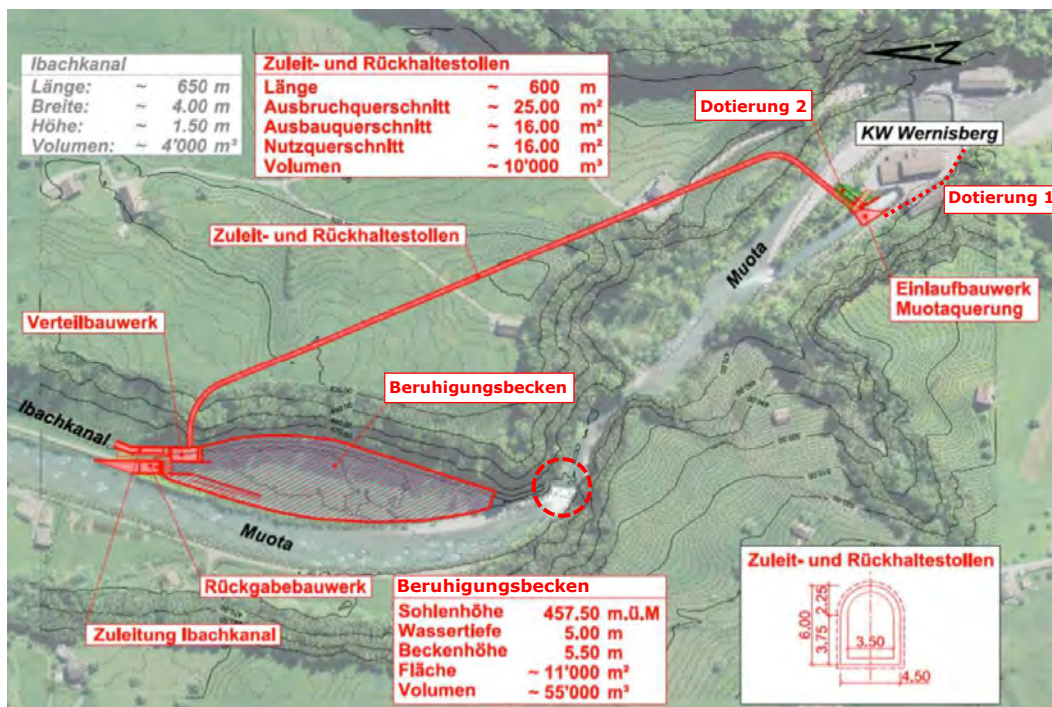 Ibachkanal
Länge: ~ 650 m
Breite: ~ 4.00 m
Höhe: ~ 1.50 m
Volumen: ~ 4'000 m³
Zuleit- und Rückhaltestollen
Länge ~ 600 m
Ausbruchquerschnitt ~ 25.00 m²
Ausbauquerschnitt ~ 16.00 m²
Nutzquerschnitt ~ 16.00 m²
Volumen ~ 10'000 m³
N
Dotierung 2
KW Wernisberg
Dotierung 1
Zuleit- und Rückhaltestollen
Muota
Einlaufbauwerk
Muotaquerung
Verteilbauwerk
Beruhigungsbecken
Ibachkanal
Muota
Rückgabebauwerk
Zuleitung Ibachkanal
Beruhigungsbecken
Sohlenhöhe 457.50 m.ü.M
Wassertiefe 5.00 m
Beckenhöhe 5.50 m
Fläche ~ 11'000 m²
Volumen ~ 55'000 m³
Zuleit- und Rückhaltestollen
6.00
3.75
2.25
3.50
4.50